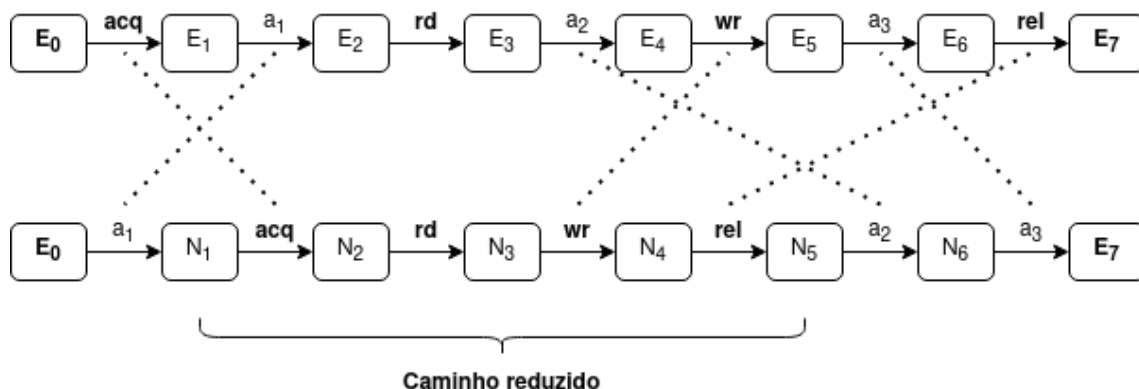 acq a₁ rd a₂ wr a₃ rel
E₀ E₁ E₂ E₃ E₄ E₅ E₆ E₇
a₁ acq rd wr rel a₂ a₃
E₀ N₁ N₂ N₃ N₄ N₅ N₆ E₇
Caminho reduzido